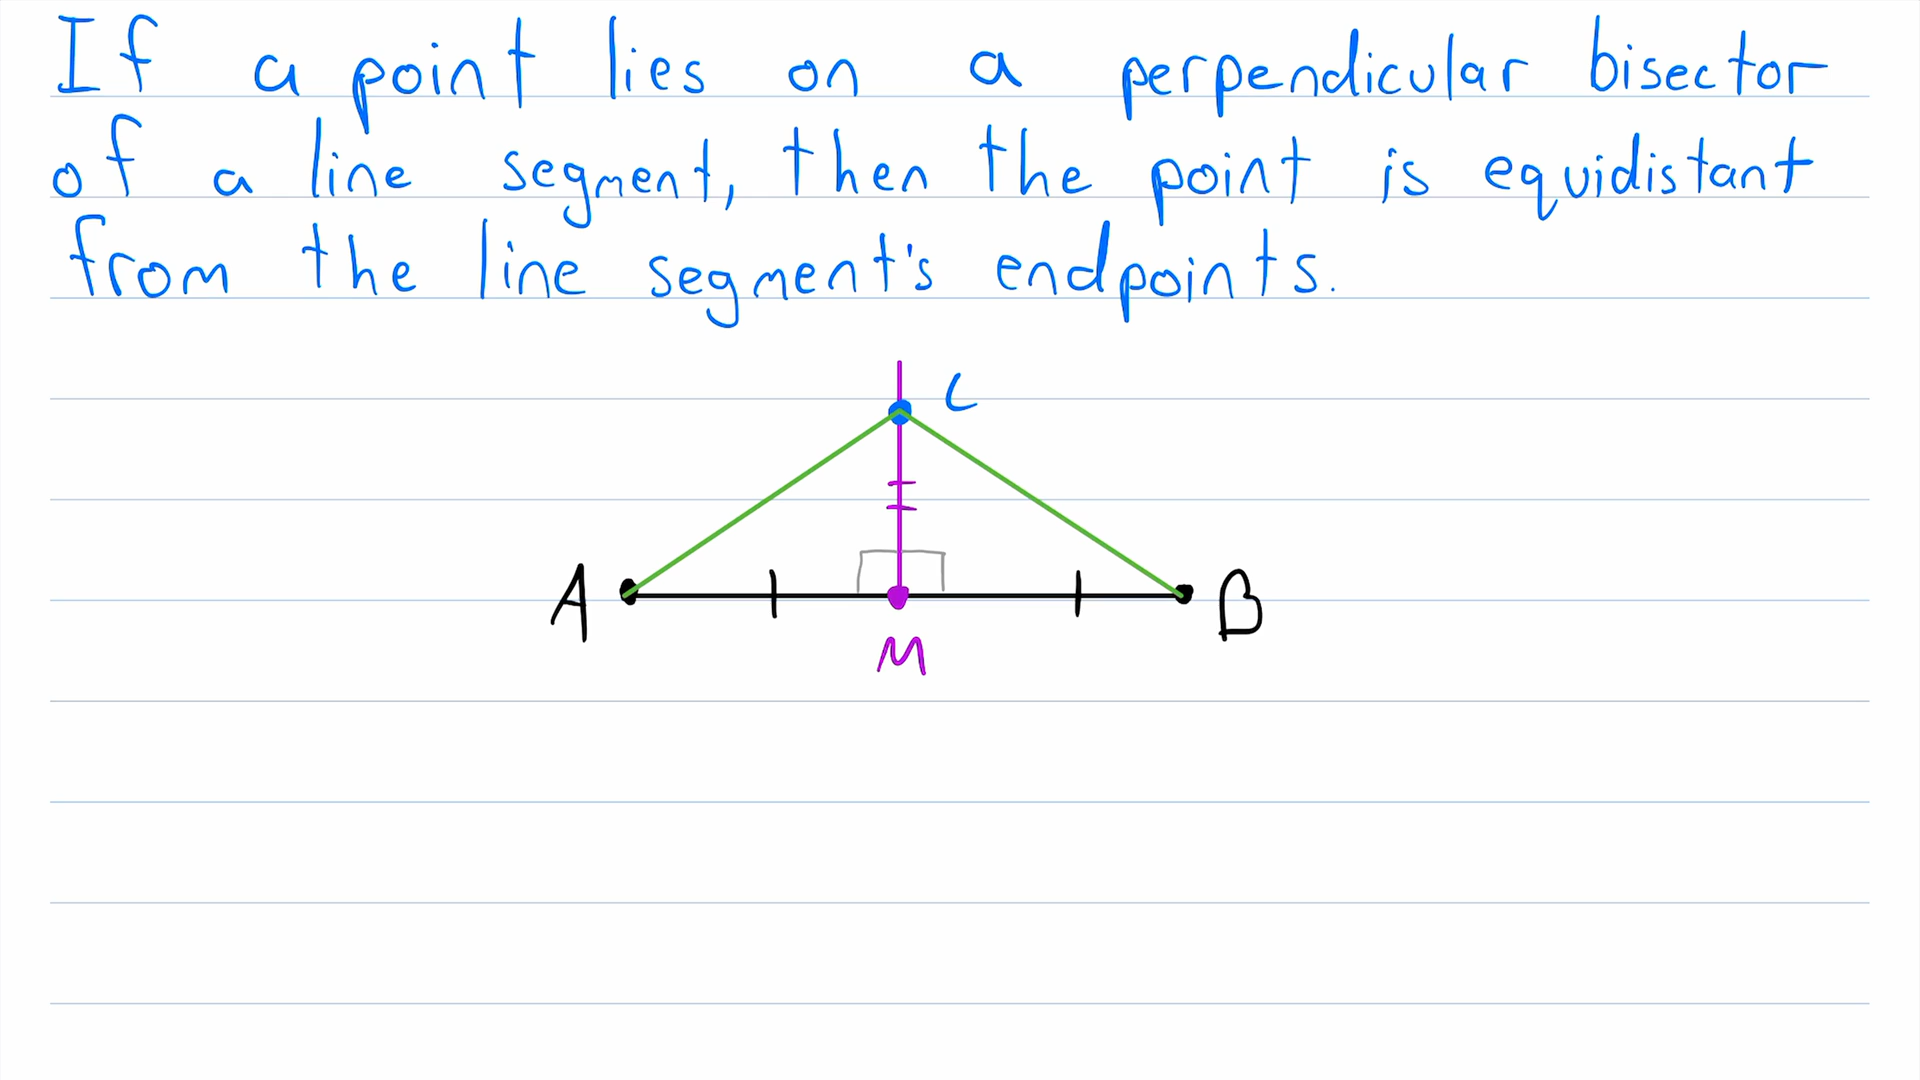 If a point lies on a perpendicular bisector
of a line segment, then the point is equidistant
from the line segment's endpoints.
C
A
B
M